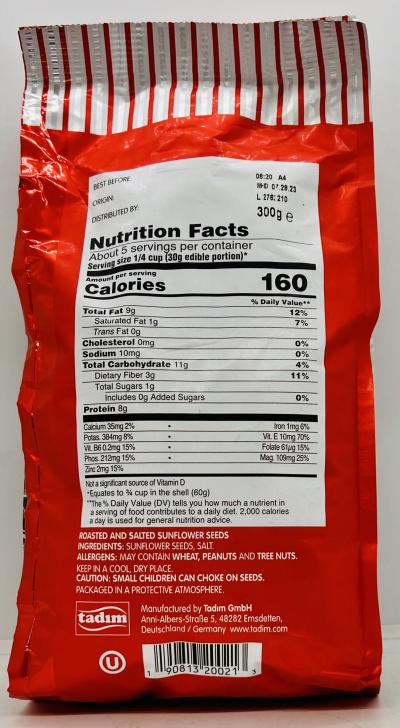 BEST BEFORE:
ORIGIN:
DISTRIBUTED BY:
08:20 A4
MHD 07.29.23
L 2761210
300g e
Nutrition Facts
About 5 servings per container
Serving size 1/4 cup (30g edible portion)*
Amount per serving
Calories 160
% Daily Value**
Total Fat 9g 12%
Saturated Fat 1g 7%
Trans Fat 0g
Cholesterol 0mg 0%
Sodium 10mg 0%
Total Carbohydrate 11g 4%
Dietary Fiber 3g 11%
Total Sugars 1g
Includes 0g Added Sugars 0%
Protein 8g
Calcium 35mg 2% • Iron 1mg 6%
Potas. 384mg 8% • Vit. E 10mg 70%
Vit. B6 0.2mg 15% • Folate 61µg 15%
Phos. 212mg 15% • Mag. 109mg 25%
Zinc 2mg 15%
Not a significant source of Vitamin D
*Equates to ¾ cup in the shell (60g)
**The % Daily Value (DV) tells you how much a nutrient in
a serving of food contributes to a daily diet. 2,000 calories
a day is used for general nutrition advice.
ROASTED AND SALTED SUNFLOWER SEEDS
INGREDIENTS: SUNFLOWER SEEDS, SALT.
ALLERGENS: MAY CONTAIN WHEAT, PEANUTS AND TREE NUTS.
KEEP IN A COOL, DRY PLACE.
CAUTION: SMALL CHILDREN CAN CHOKE ON SEEDS.
PACKAGED IN A PROTECTIVE ATMOSPHERE.
tadım
Manufactured by Tadım GmbH
Anni-Albers-Straße 5, 48282 Emsdetten,
Deutschland / Germany www.tadim.com
U
1 90813 20021 3